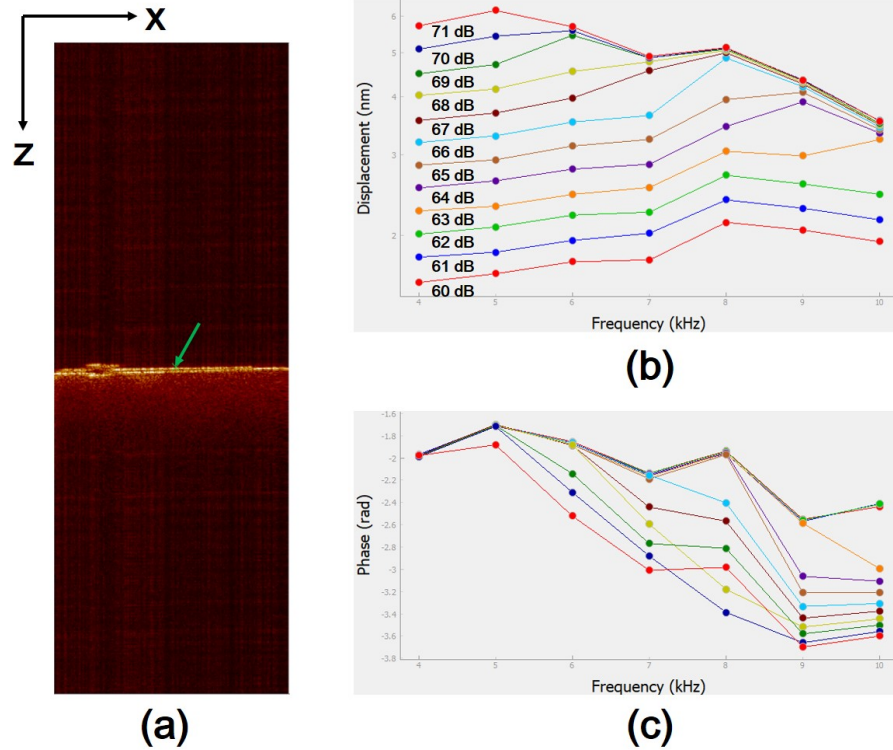 X
Z
(a)
Displacement (nm)
6
5
4
3
2
71 dB
70 dB
69 dB
68 dB
67 dB
66 dB
65 dB
64 dB
63 dB
62 dB
61 dB
60 dB
4 5 6 7 8 9 10
Frequency (kHz)
(b)
Phase (rad)
-1.6
-1.8
-2
-2.2
-2.4
-2.6
-2.8
-3
-3.2
-3.4
-3.6
-3.8
4 5 6 7 8 9 10
Frequency (kHz)
(c)